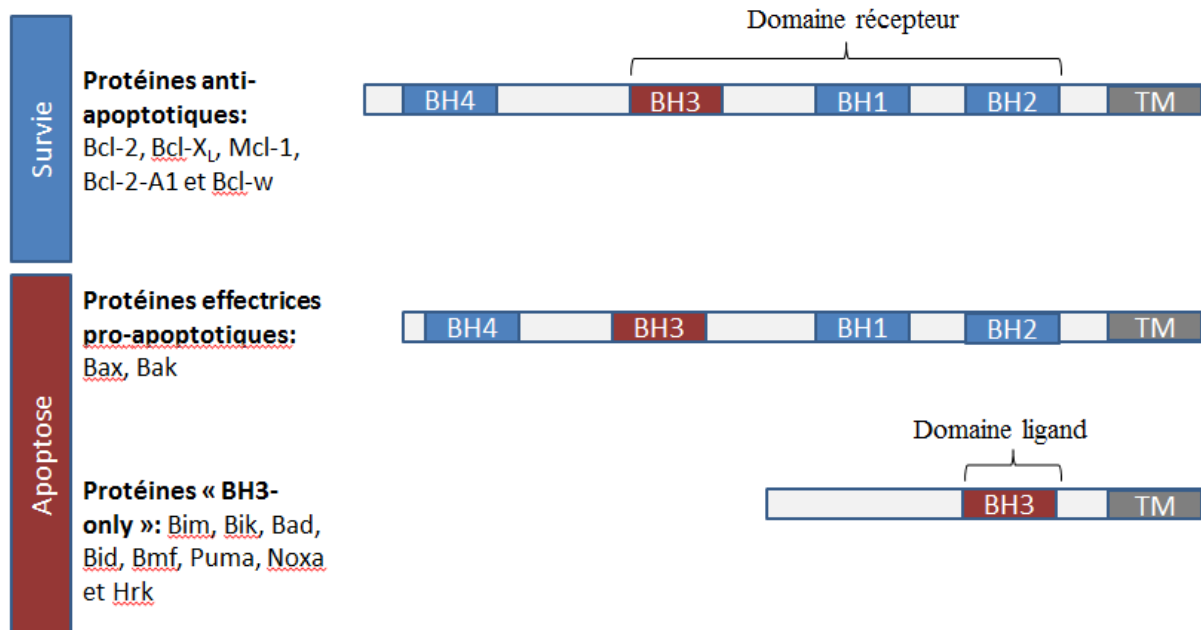 Domaine récepteur
Survie
Protéines anti-
apoptotiques:
Bcl-2, Bcl-XL, Mcl-1,
Bcl-2-A1 et Bcl-w
BH4 BH3 BH1 BH2 TM
Apoptose
Protéines effectrices
pro-apoptotiques:
Bax, Bak
BH4 BH3 BH1 BH2 TM
Domaine ligand
Protéines « BH3-
only »: Bim, Bik, Bad,
Bid, Bmf, Puma, Noxa
et Hrk
BH3 TM